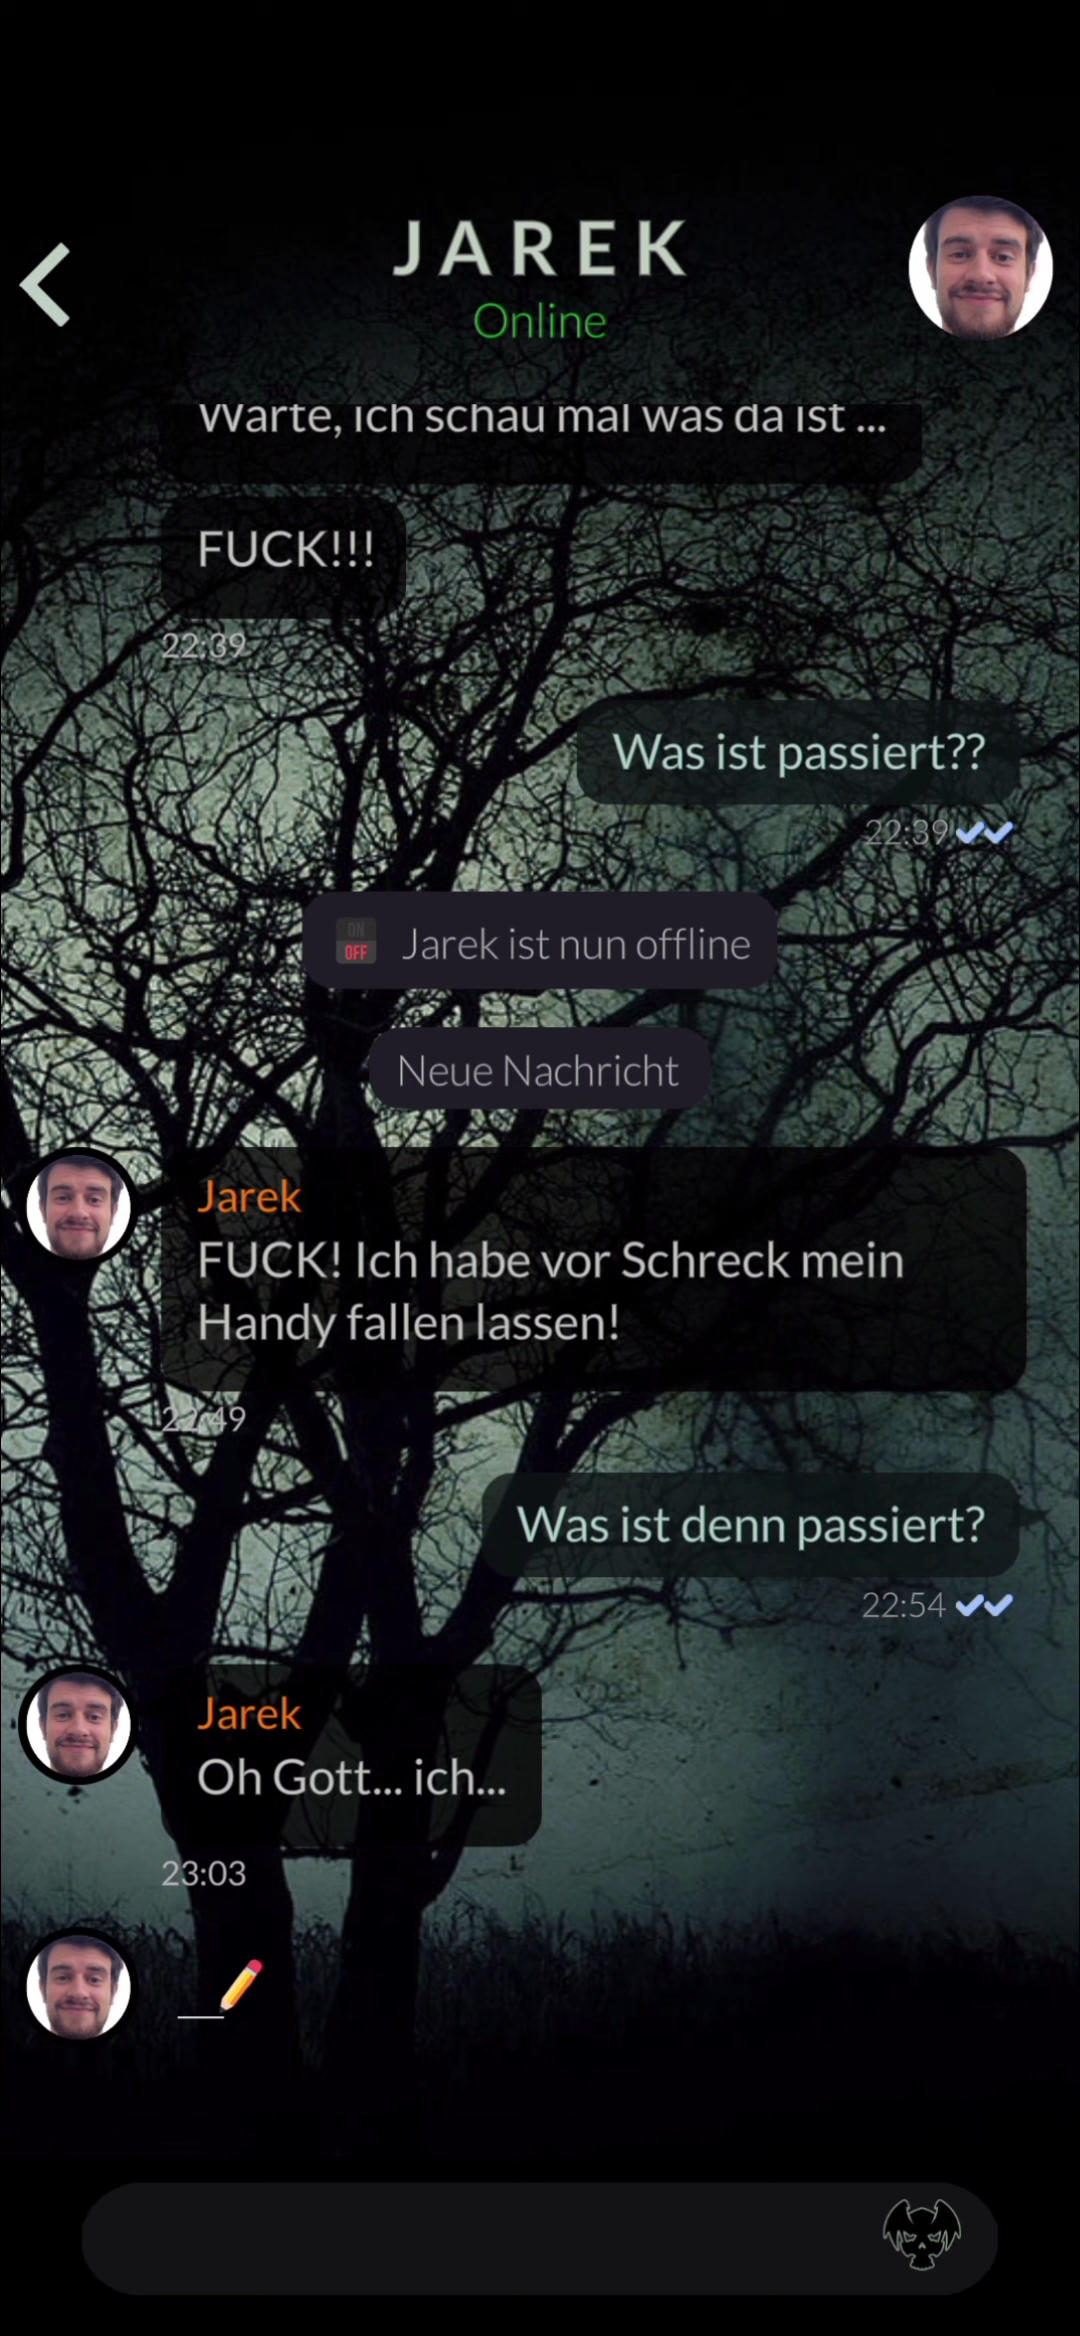 JAREK
Online
Warte, ich schau mal was da ist ...
FUCK!!!
22:39
Was ist passiert??
22:39
ON
OFF
Jarek ist nun offline
Neue Nachricht
Jarek
FUCK! Ich habe vor Schreck mein
Handy fallen lassen!
22:49
Was ist denn passiert?
22:54
Jarek
Oh Gott... ich...
23:03